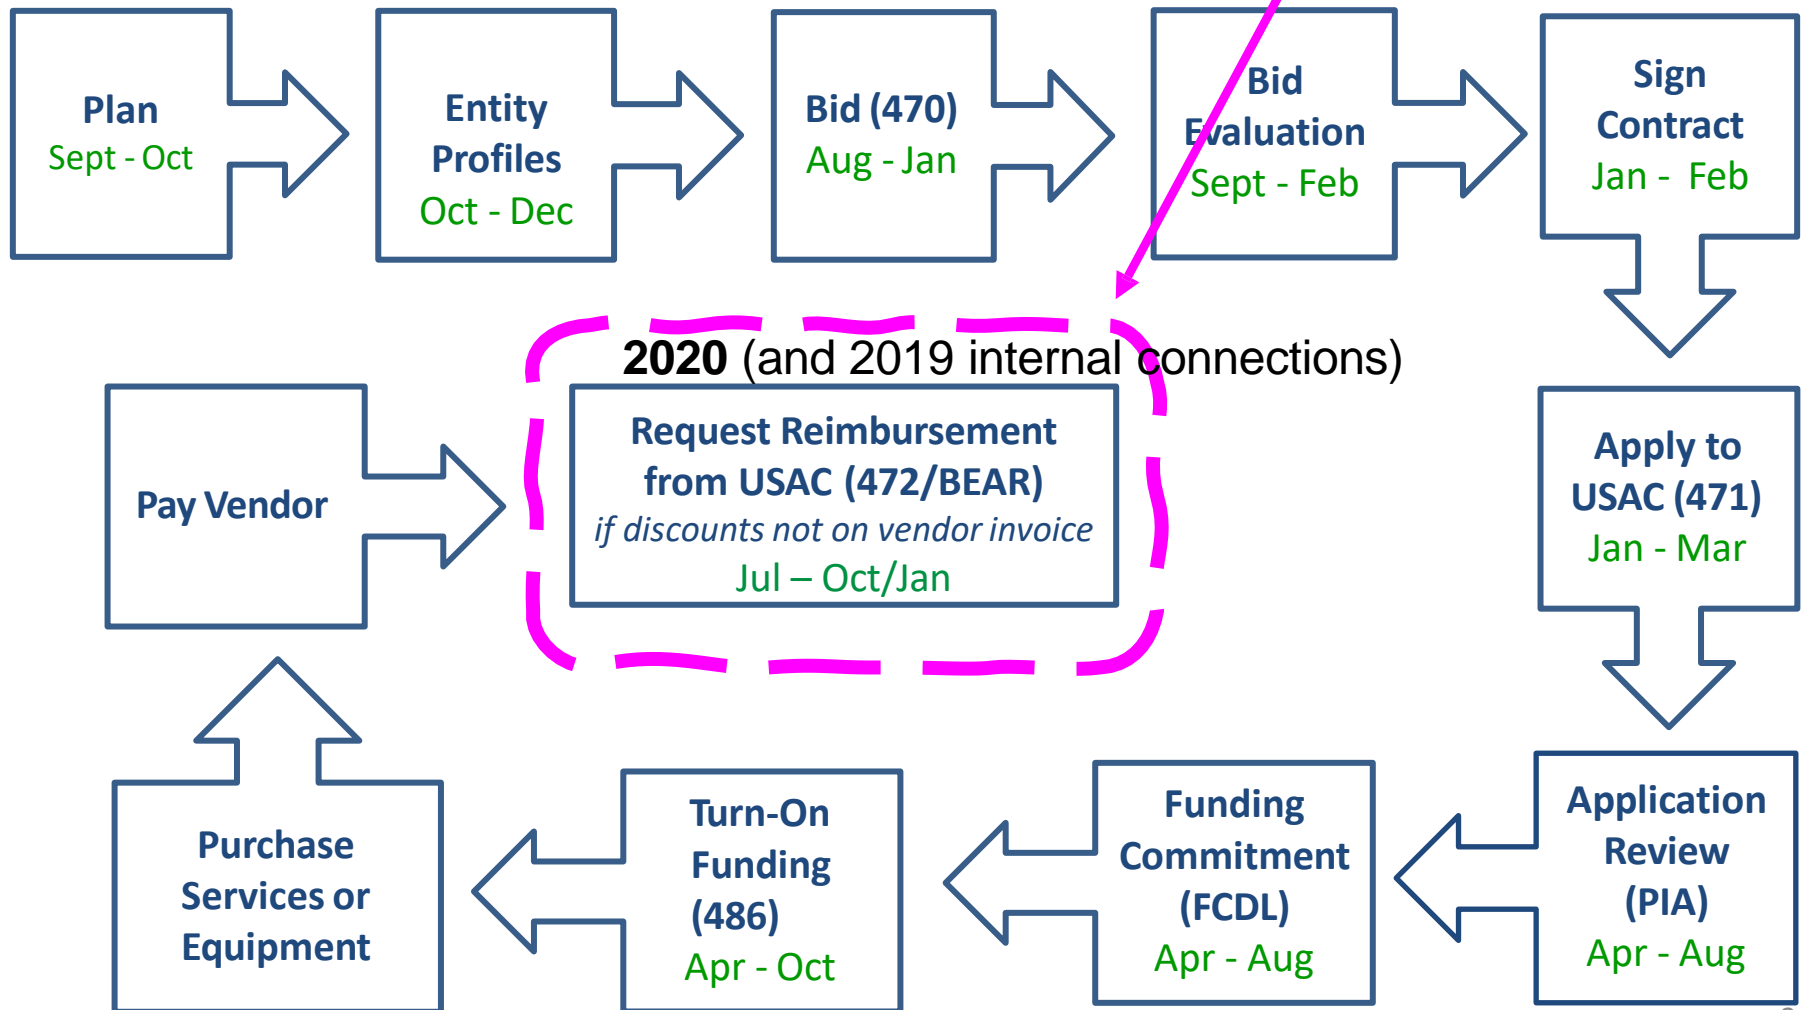 Plan
Sept - Oct
Entity
Profiles
Oct - Dec
Bid (470)
Aug - Jan
Bid
Evaluation
Sept - Feb
Sign
Contract
Jan - Feb
2020 (and 2019 internal connections)
Request Reimbursement
from USAC (472/BEAR)
if discounts not on vendor invoice
Jul – Oct/Jan
Pay Vendor
Apply to
USAC (471)
Jan - Mar
Purchase
Services or
Equipment
Turn-On
Funding
(486)
Apr - Oct
Funding
Commitment
(FCDL)
Apr - Aug
Application
Review
(PIA)
Apr - Aug